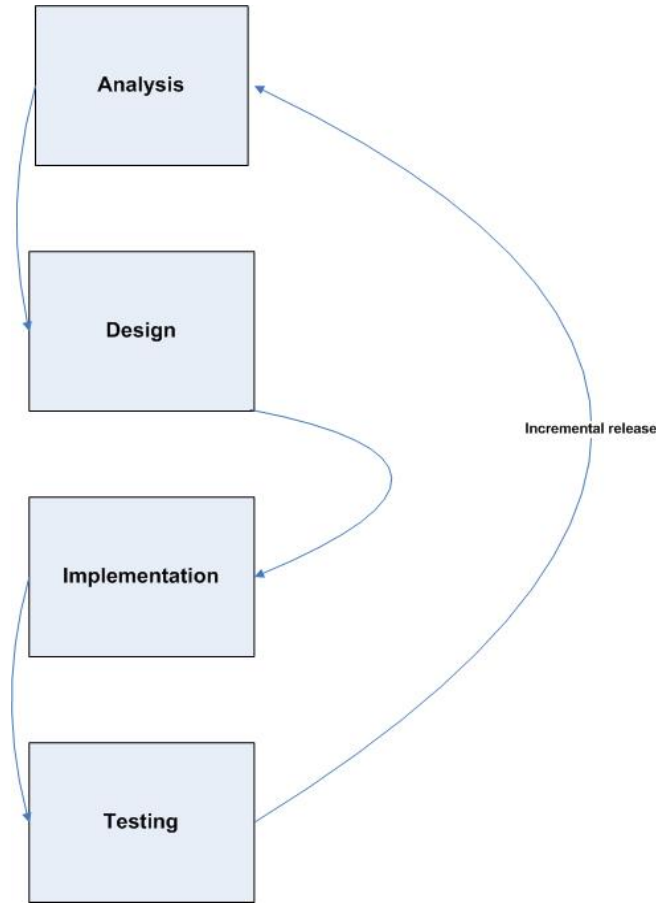 Analysis
Design
Incremental release
Implementation
Testing